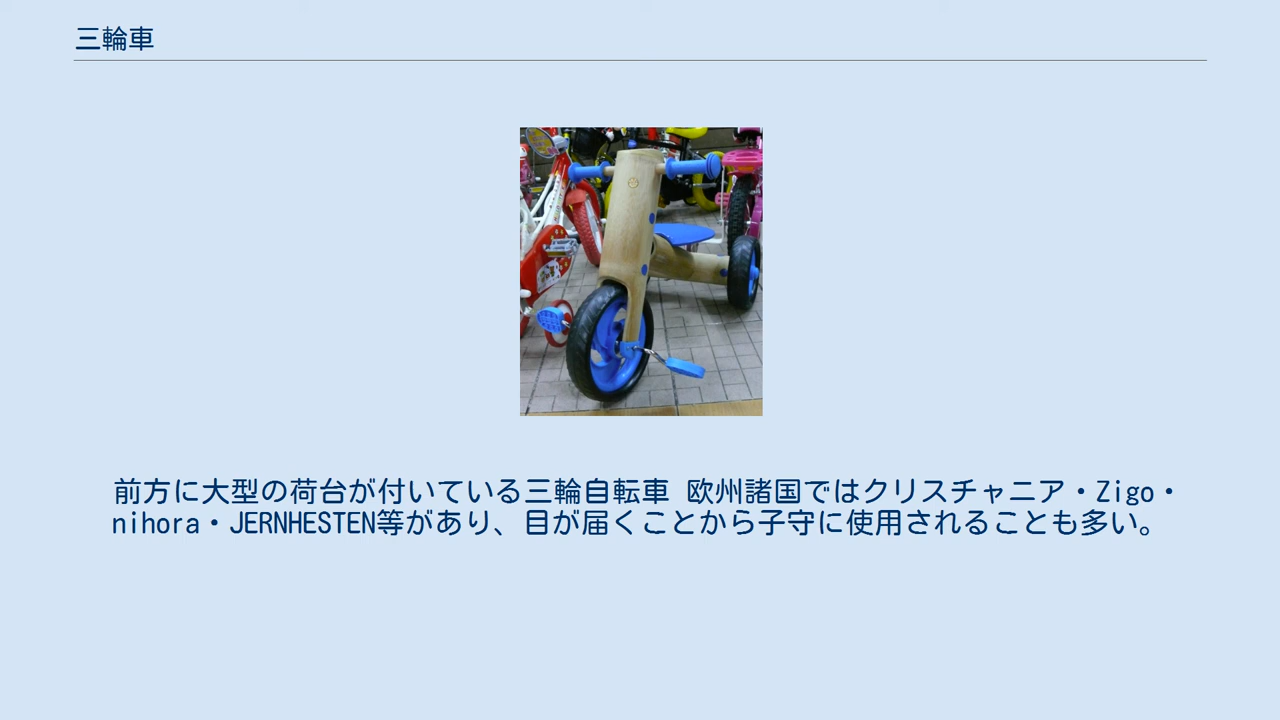 三輪車
前方に大型の荷台が付いている三輪自転車 欧州諸国ではクリスチャニア・Zigo・
nihora・JERNHESTEN等があり、目が届くことから子守に使用されることも多い。